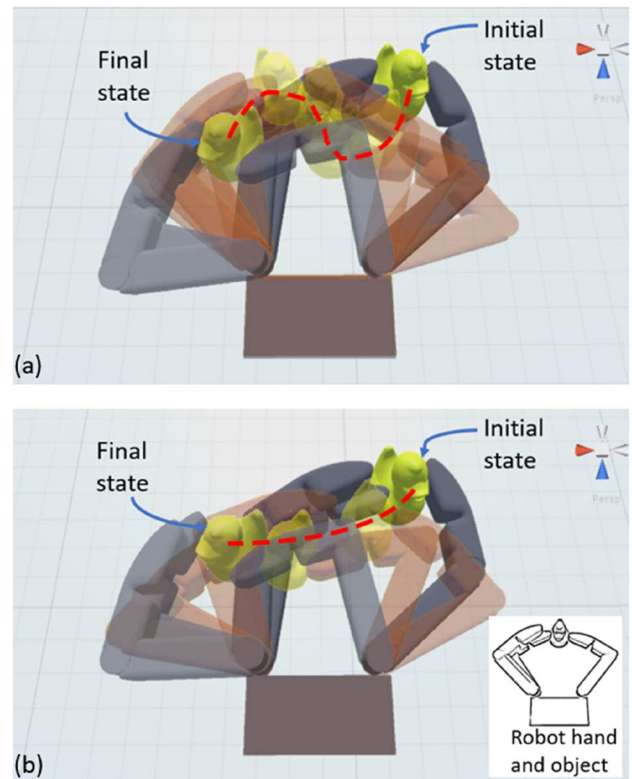 Initial
state
Final
state
Persp
(a)
Initial
state
Final
state
Persp
Robot hand
and object
(b)